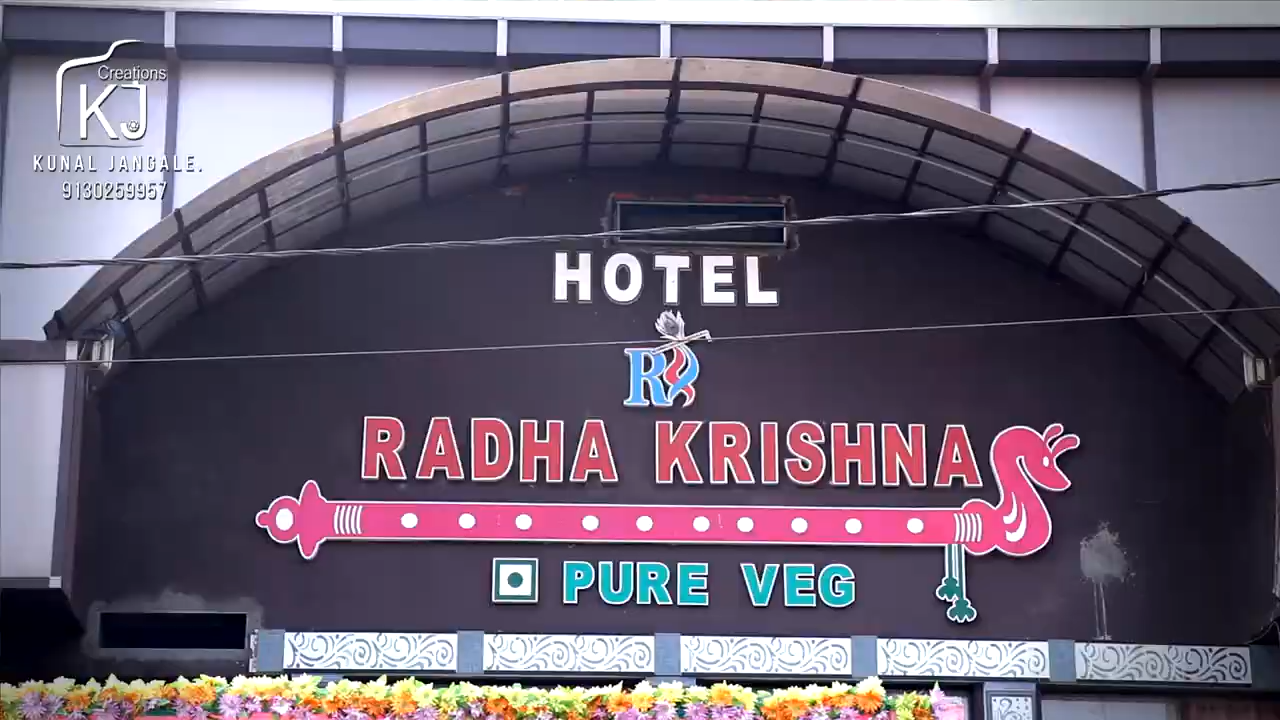 Creations
KJ
KUNAL JANGALE.
9130259957
HOTEL
RK
RADHA KRISHNA
PURE VEG